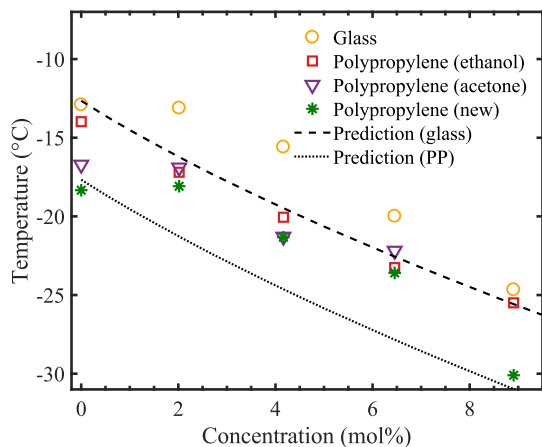 -10
-15
-20
-25
-30
Temperature (°C)
Glass
Polypropylene (ethanol)
Polypropylene (acetone)
Polypropylene (new)
Prediction (glass)
Prediction (PP)
0 2 4 6 8
Concentration (mol%)